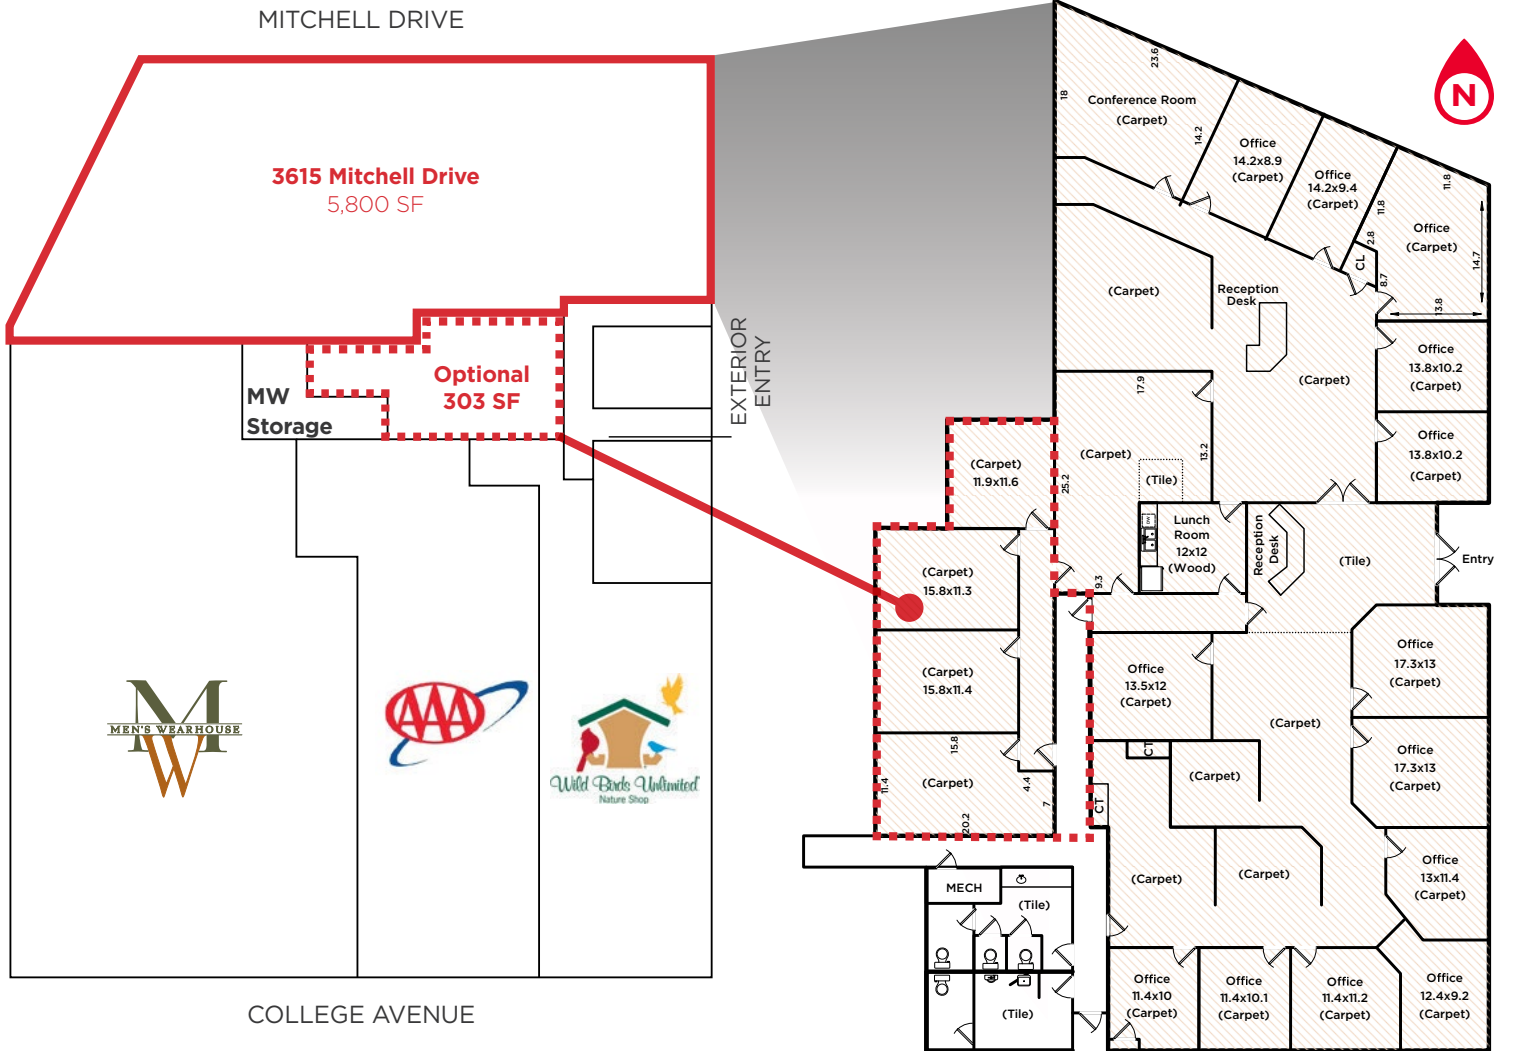 MITCHELL DRIVE
3615 Mitchell Drive
5,800 SF
Optional
303 SF
MW
Storage
EXTERIOR
ENTRY
MEN'S WEARHOUSE
M
W
AAA
Wild Birds Unlimited
Nature Shop
COLLEGE AVENUE
N
23.6
18
Conference Room
(Carpet)
14.2
Office
14.2x8.9
(Carpet)
Office
14.2x9.4
(Carpet)
11.8
11.8
Office
(Carpet)
2.8
CL
8.7
14.7
13.8
(Carpet)
Reception
Desk
Office
13.8x10.2
(Carpet)
(Carpet)
17.9
Office
13.8x10.2
(Carpet)
(Carpet)
13.2
25.2
(Tile)
(Carpet)
11.9x11.6
Lunch
Room
12x12
(Wood)
Reception
Desk
(Tile)
Entry
9.3
(Carpet)
15.8x11.3
(Carpet)
15.8x11.4
Office
13.5x12
(Carpet)
Office
17.3x13
(Carpet)
(Carpet)
15.8
CT
Office
17.3x13
(Carpet)
(Carpet)
11.4
(Carpet)
4.4
7
20.2
CT
(Carpet)
(Carpet)
Office
13x11.4
(Carpet)
MECH
(Tile)
(Tile)
Office
11.4x10
(Carpet)
Office
11.4x10.1
(Carpet)
Office
11.4x11.2
(Carpet)
Office
12.4x9.2
(Carpet)